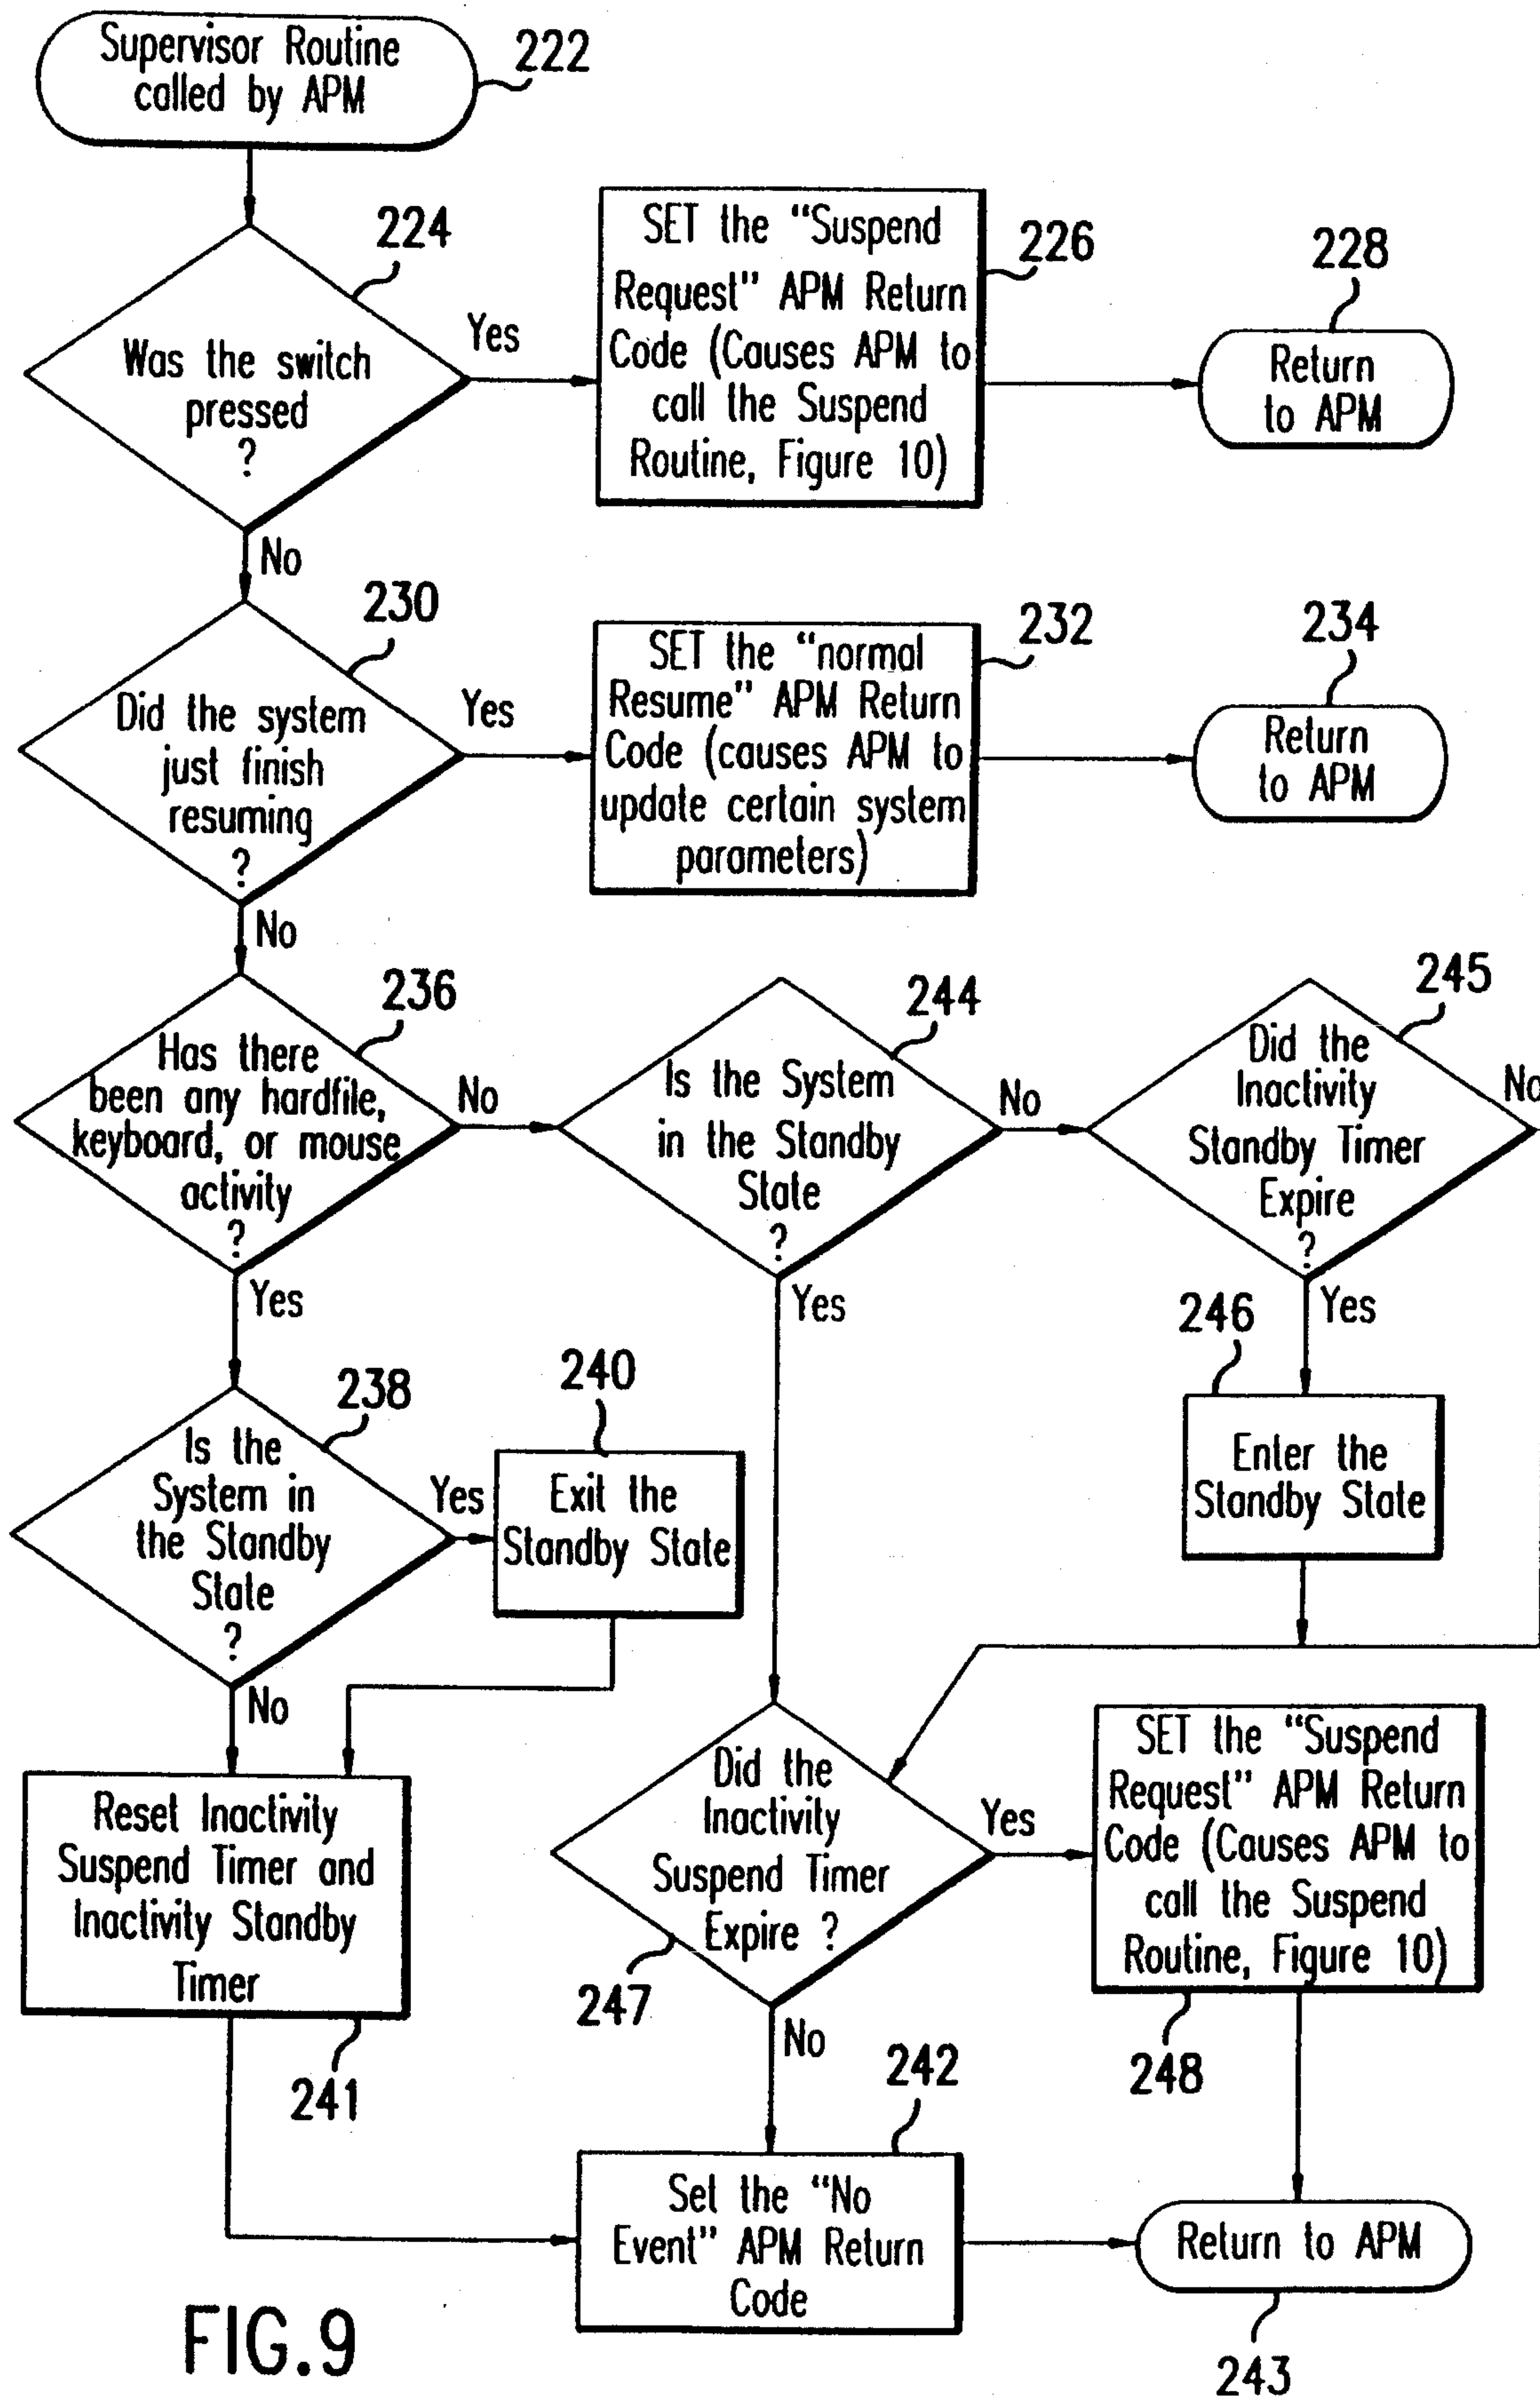 Supervisor Routine
called by APM
222
224
Was the switch
pressed
?
Yes
No
SET the "Suspend
Request" APM Return
Code (Causes APM to
call the Suspend
Routine, Figure 10)
226
228
Return
to APM
230
Did the system
just finish
resuming
?
Yes
No
SET the "normal
Resume" APM Return
Code (causes APM to
update certain system
parameters)
232
234
Return
to APM
236
Has there
been any hardfile,
keyboard, or mouse
activity
?
No
Yes
244
Is the System
in the Standby
State
?
No
Yes
245
Did the
Inactivity
Standby Timer
Expire
?
No
Yes
246
Enter the
Standby State
238
Is the
System in
the Standby
State
?
Yes
No
240
Exit the
Standby State
Reset Inactivity
Suspend Timer and
Inactivity Standby
Timer
241
Did the
Inactivity
Suspend Timer
Expire ?
247
Yes
No
SET the "Suspend
Request" APM Return
Code (Causes APM to
call the Suspend
Routine, Figure 10)
248
242
Set the "No
Event" APM Return
Code
Return to APM
243
FIG.9